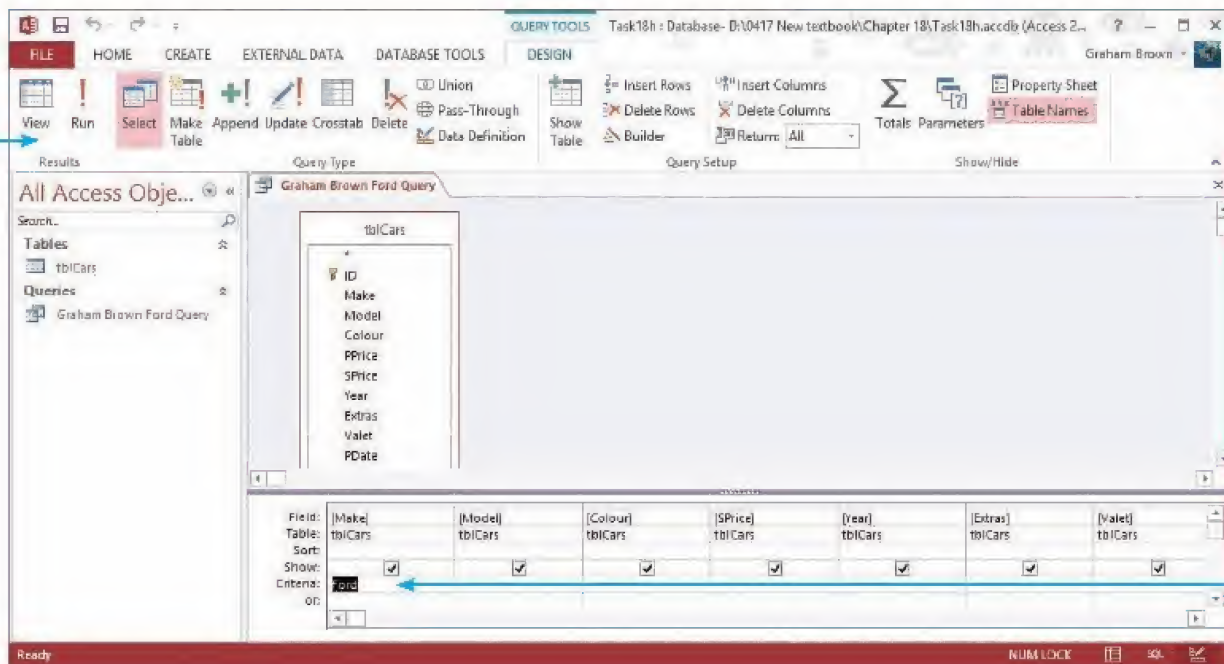 QUERY TOOLS Task18h : Database- D:\0417 New textbook\Chapter 18\Task18h.accdb (Access 2...
FILE HOME CREATE EXTERNAL DATA DATABASE TOOLS DESIGN Graham Brown
View Run Select Make Table Append Update Crosstab Delete
Union
Pass-Through
Data Definition
Show Table
Insert Rows
Delete Rows
Builder
Insert Columns
Delete Columns
Return: All
Totals Parameters
Property Sheet
Table Names
Results Query Type Query Setup Show/Hide
All Access Obje...
Search...
Tables
tblCars
Queries
Graham Brown Ford Query
Graham Brown Ford Query
tblCars
*
ID
Make
Model
Colour
PPrice
SPrice
Year
Extras
Valet
PDate
Field: [Make] [Model] [Colour] [SPrice] [Year] [Extras] [Valet]
Table: tblCars tblCars tblCars tblCars tblCars tblCars tblCars
Sort:
Show:
Criteria: Ford
or:
Ready NUM LOCK SQL